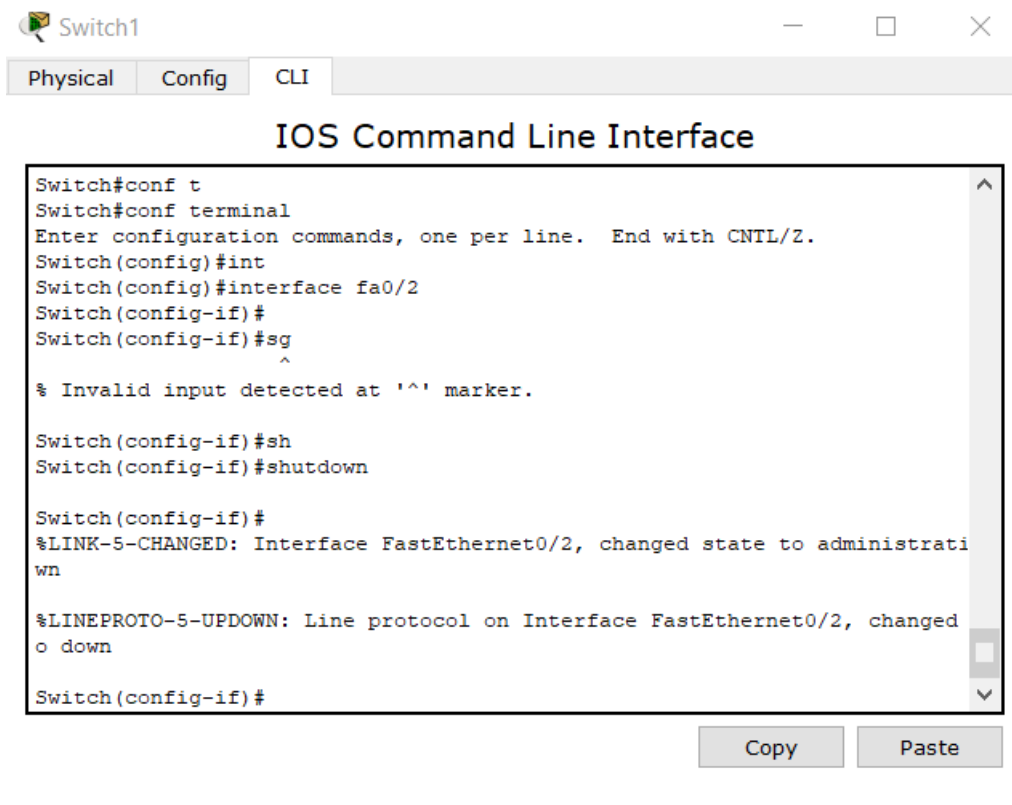 Switch1
Physical Config CLI
IOS Command Line Interface
Switch#conf t
Switch#conf terminal
Enter configuration commands, one per line.  End with CNTL/Z.
Switch(config)#int
Switch(config)#interface fa0/2
Switch(config-if)#
Switch(config-if)#sg
^
% Invalid input detected at '^' marker.
Switch(config-if)#sh
Switch(config-if)#shutdown
Switch(config-if)#
%LINK-5-CHANGED: Interface FastEthernet0/2, changed state to administrati
wn
%LINEPROTO-5-UPDOWN: Line protocol on Interface FastEthernet0/2, changed
o down
Switch(config-if)#
Copy Paste